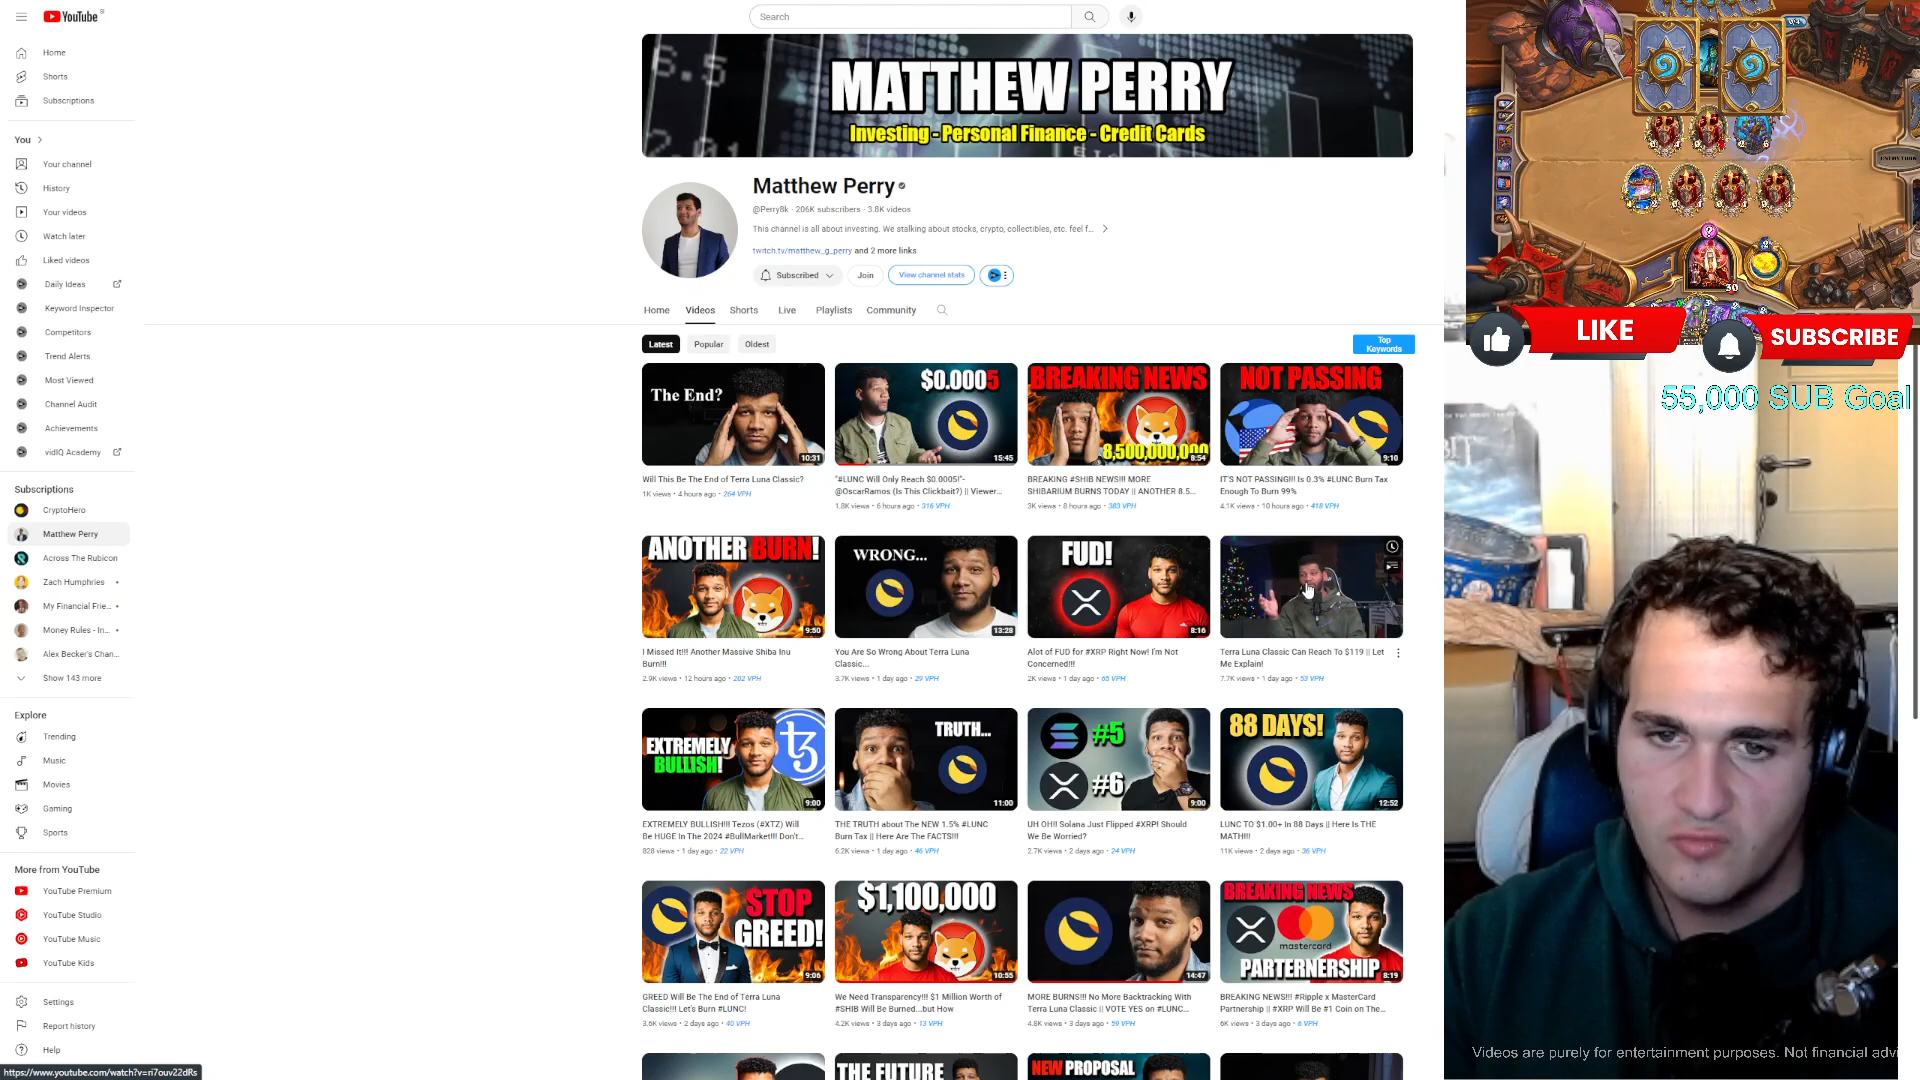 YouTube
Search
Home
Shorts
Subscriptions
You
Your channel
History
Your videos
Watch later
Liked videos
Daily Ideas
Keyword Inspector
Competitors
Trend Alerts
Most Viewed
Channel Audit
Achievements
vidIQ Academy
Subscriptions
CryptoHero
Matthew Perry
Across The Rubicon
Zach Humphries
My Financial Frie...
Money Rules - In...
Alex Becker's Chan...
Show 143 more
Explore
Trending
Music
Movies
Gaming
Sports
More from YouTube
YouTube Premium
YouTube Studio
YouTube Music
YouTube Kids
Settings
Report history
Help
https://www.youtube.com/watch?v=ri7ouv22dRs
MATTHEW PERRY
Investing - Personal Finance - Credit Cards
Matthew Perry
@Perry8k · 206K subscribers · 3.8K videos
This channel is all about investing. We stalking about stocks, crypto, collectibles, etc. feel f...
twitch.tv/matthew_g_perry and 2 more links
Subscribed
Join
View channel stats
Home Videos Shorts Live Playlists Community
Latest Popular Oldest
Top Keywords
The End?
10:31
$0.0005
15:45
BREAKING NEWS
8,500,000,000
8:54
NOT PASSING
9:10
Will This Be The End of Terra Luna Classic?
1K views • 4 hours ago • 264 VPH
"#LUNC Will Only Reach $0.0005!"-
@OscarRamos (Is This Clickbait?) || Viewer...
1.8K views • 6 hours ago • 316 VPH
BREAKING #SHIB NEWS!!! MORE
SHIBARIUM BURNS TODAY || ANOTHER 8.5...
3K views • 8 hours ago • 383 VPH
IT'S NOT PASSING!!! Is 0.3% #LUNC Burn Tax
Enough To Burn 99%
4.1K views • 10 hours ago • 418 VPH
ANOTHER BURN!
9:50
WRONG...
13:28
FUD!
8:16
I Missed It!!! Another Massive Shiba Inu
Burn!!!
2.9K views • 12 hours ago • 202 VPH
You Are So Wrong About Terra Luna
Classic...
3.7K views • 1 day ago • 29 VPH
Alot of FUD for #XRP Right Now! I'm Not
Concerned!!!
2K views • 1 day ago • 65 VPH
Terra Luna Classic Can Reach To $119 || Let
Me Explain!
7.7K views • 1 day ago • 53 VPH
EXTREMELY
BULLISH!
9:00
TRUTH...
11:00
#5
#6
9:00
88 DAYS!
12:52
EXTREMELY BULLISH!!! Tezos (#XTZ) Will
Be HUGE In The 2024 #BullMarket!!! Don't...
828 views • 1 day ago • 22 VPH
THE TRUTH about The NEW 1.5% #LUNC
Burn Tax || Here Are The FACTS!!!
6.2K views • 1 day ago • 46 VPH
UH OH!! Solana Just Flipped #XRP! Should
We Be Worried?
2.7K views • 2 days ago • 24 VPH
LUNC TO $1.00+ In 88 Days || Here Is THE
MATH!!!
11K views • 2 days ago • 36 VPH
STOP
GREED!
9:06
$1,100,000
10:55
14:47
BREAKING NEWS
mastercard
PARTERNERSHIP
8:19
GREED Will Be The End of Terra Luna
Classic!!! Let's Burn #LUNC!
3.6K views • 2 days ago • 40 VPH
We Need Transparency!!! $1 Million Worth of
#SHIB Will Be Burned...but How
4.2K views • 3 days ago • 13 VPH
MORE BURNS!!! No More Backtracking With
Terra Luna Classic || VOTE YES on #LUNC...
4.8K views • 3 days ago • 59 VPH
BREAKING NEWS!!! #Ripple x MasterCard
Partnership || #XRP Will Be #1 Coin on The...
6K views • 3 days ago • 6 VPH
THE FUTURE
NEW PROPOSAL
30
LIKE
SUBSCRIBE
55,000 SUB Goal
Videos are purely for entertainment purposes. Not financial advi